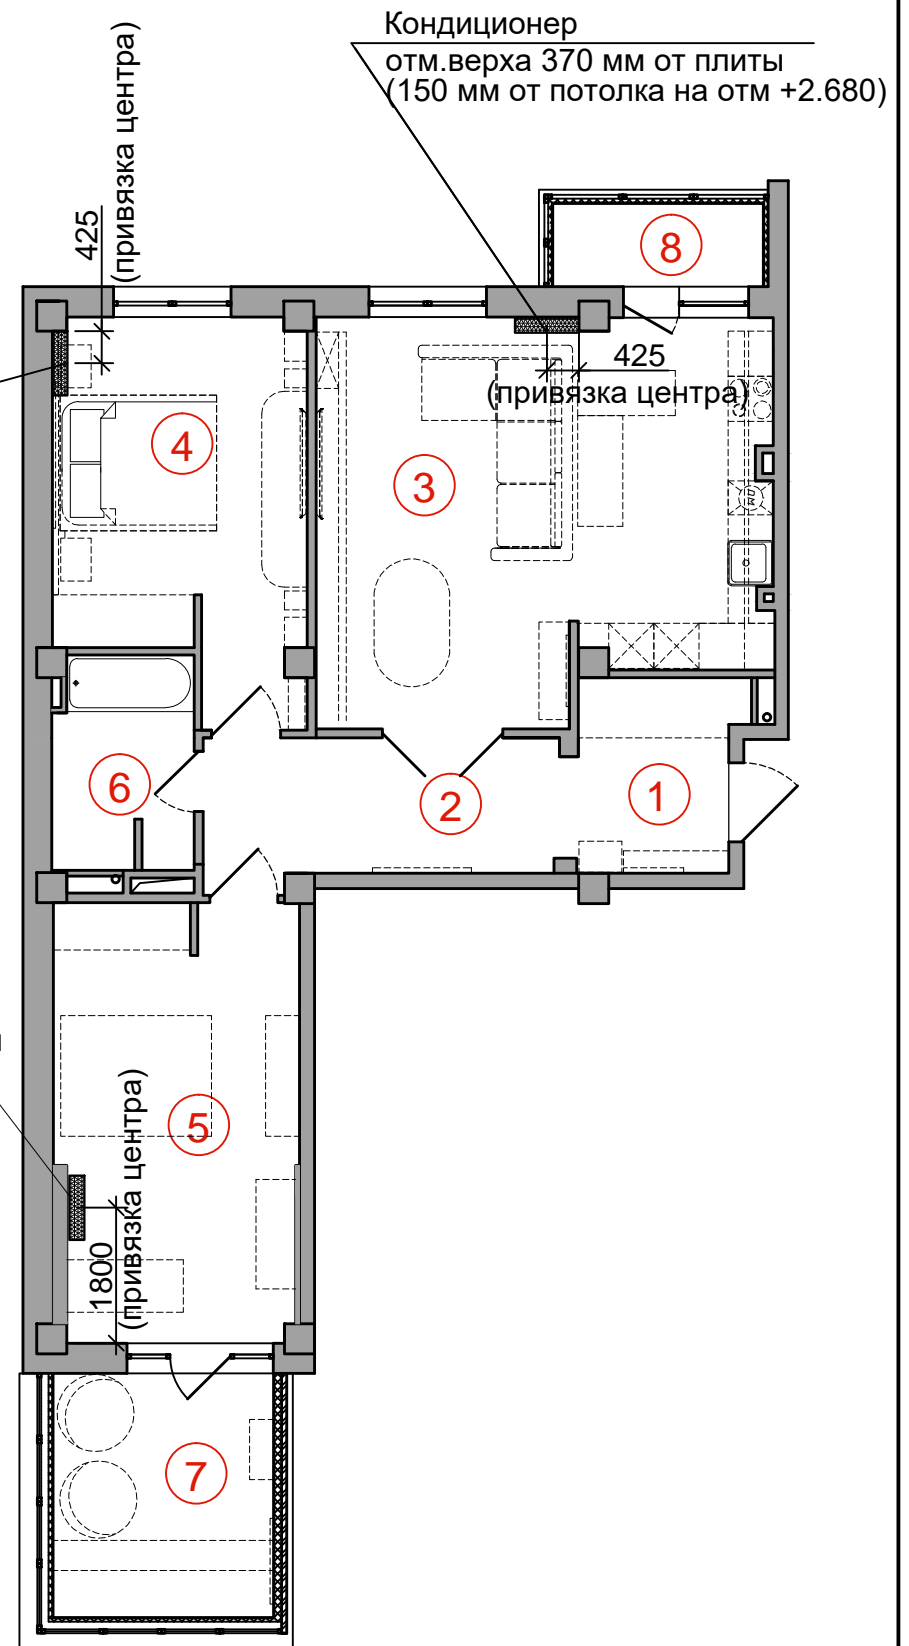 Кондиционер
отм.верха 370 мм от плиты
(150 мм от потолка на отм +2.680)
425
(привязка центра)
8
425
(привязка центра)
4
3
ПМ
6
2
1
5
1800
(привязка центра)
7